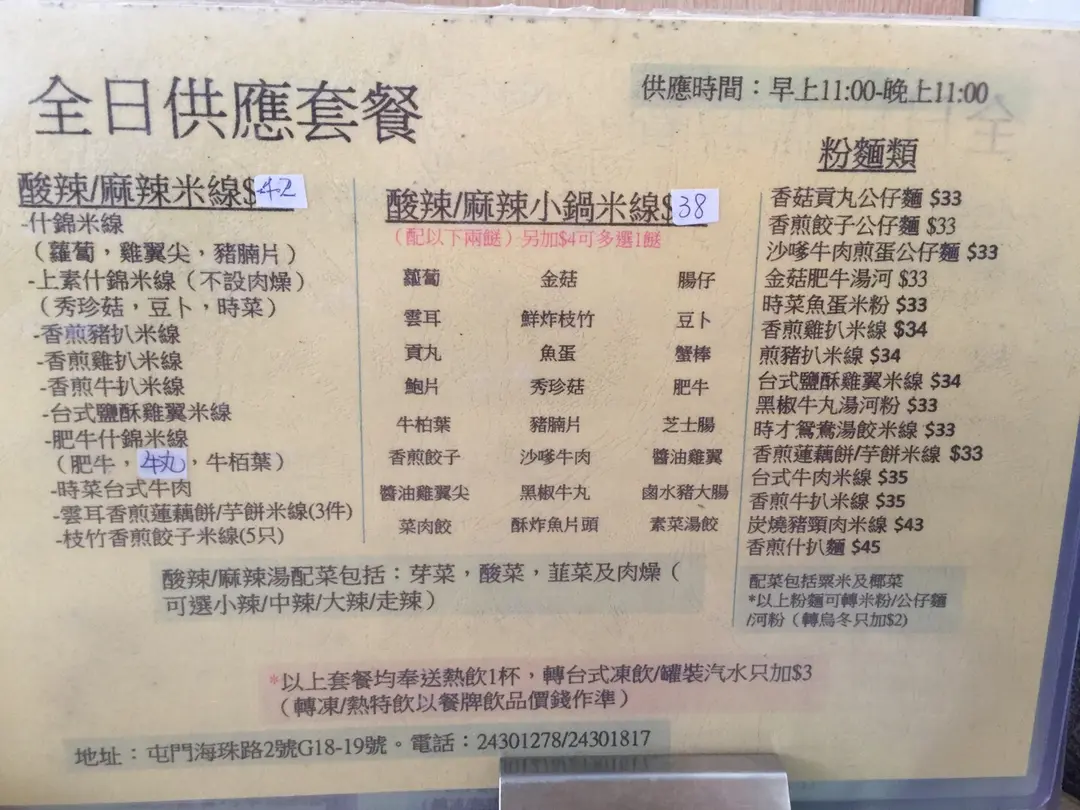 全日供應套餐
供應時間：早上11:00-晚上11:00
酸辣/麻辣米線$42
-什錦米線
（蘿蔔，雞翼尖，豬腩片）
-上素什錦米線（不設肉燥）
（秀珍菇，豆卜，時菜）
-香煎豬扒米線
-香煎雞扒米線
-香煎牛扒米線
-台式鹽酥雞翼米線
-肥牛什錦米線
（肥牛，牛丸，牛栢葉）
-時菜台式牛肉
-雲耳香煎蓮藕餅/芋餅米線(3件)
-枝竹香煎餃子米線(5只)
酸辣/麻辣小鍋米線$38
（配以下兩餸）另加$4可多選1餸
蘿蔔 金菇 腸仔
雲耳 鮮炸枝竹 豆卜
貢丸 魚蛋 蟹棒
鮑片 秀珍菇 肥牛
牛柏葉 豬腩片 芝士腸
香煎餃子 沙嗲牛肉 醬油雞翼
醬油雞翼尖 黑椒牛丸 鹵水豬大腸
菜肉餃 酥炸魚片頭 素菜湯餃
粉麵類
香菇貢丸公仔麵 $33
香煎餃子公仔麵 $33
沙嗲牛肉煎蛋公仔麵 $33
金菇肥牛湯河 $33
時菜魚蛋米粉 $33
香煎雞扒米線 $34
煎豬扒米線 $34
台式鹽酥雞翼米線 $34
黑椒牛丸湯河粉 $33
時才鴛鴦湯餃米線 $33
香煎蓮藕餅/芋餅米線 $33
台式牛肉米線 $35
香煎牛扒米線 $35
炭燒豬頸肉米線 $43
香煎什扒麵 $45
配菜包括粟米及椰菜
*以上粉麵可轉米粉/公仔麵
/河粉（轉烏冬只加$2)
酸辣/麻辣湯配菜包括：芽菜，酸菜，韮菜及肉燥（
可選小辣/中辣/大辣/走辣）
*以上套餐均奉送熱飲1杯，轉台式凍飲/罐裝汽水只加$3
（轉凍/熱特飲以餐牌飲品價錢作準）
地址：屯門海珠路2號G18-19號。電話：24301278/24301817